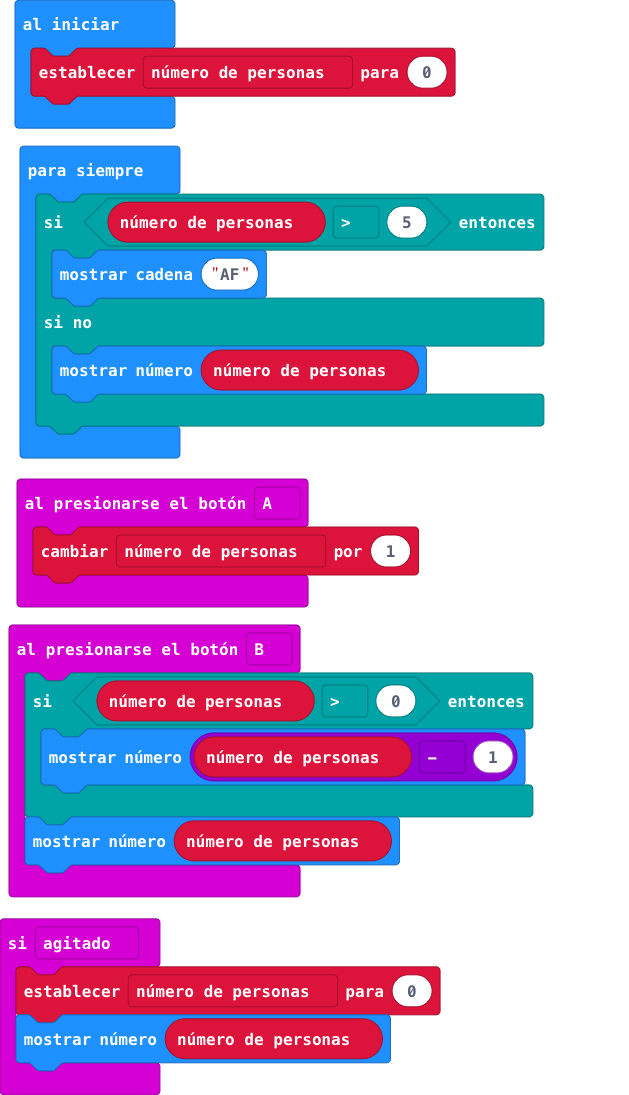 al iniciar
establecer número de personas para 0
para siempre
si número de personas > 5 entonces
mostrar cadena "AF"
si no
mostrar número número de personas
al presionarse el botón A
cambiar número de personas por 1
al presionarse el botón B
si número de personas > 0 entonces
mostrar número número de personas - 1
mostrar número número de personas
si agitado
establecer número de personas para 0
mostrar número número de personas